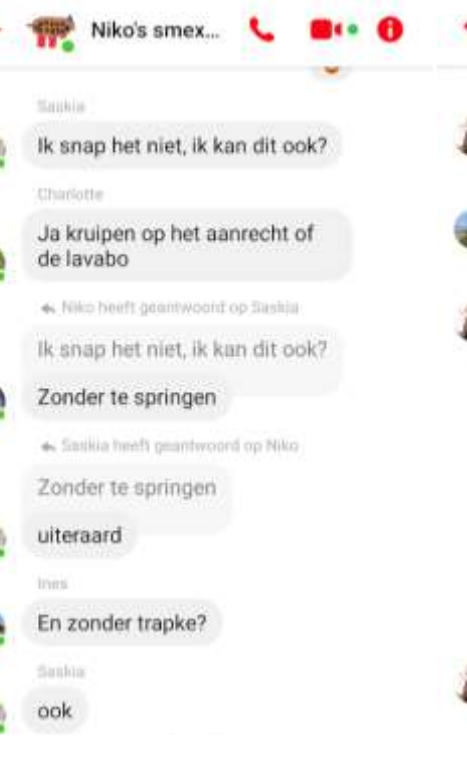 Niko's smex...
Saskia
Ik snap het niet, ik kan dit ook?
Charlotte
Ja kruipen op het aanrecht of
de lavabo
Niko heeft geantwoord op Saskia
Ik snap het niet, ik kan dit ook?
Zonder te springen
Saskia heeft geantwoord op Niko
Zonder te springen
uiteraard
Ines
En zonder trapke?
Saskia
ook